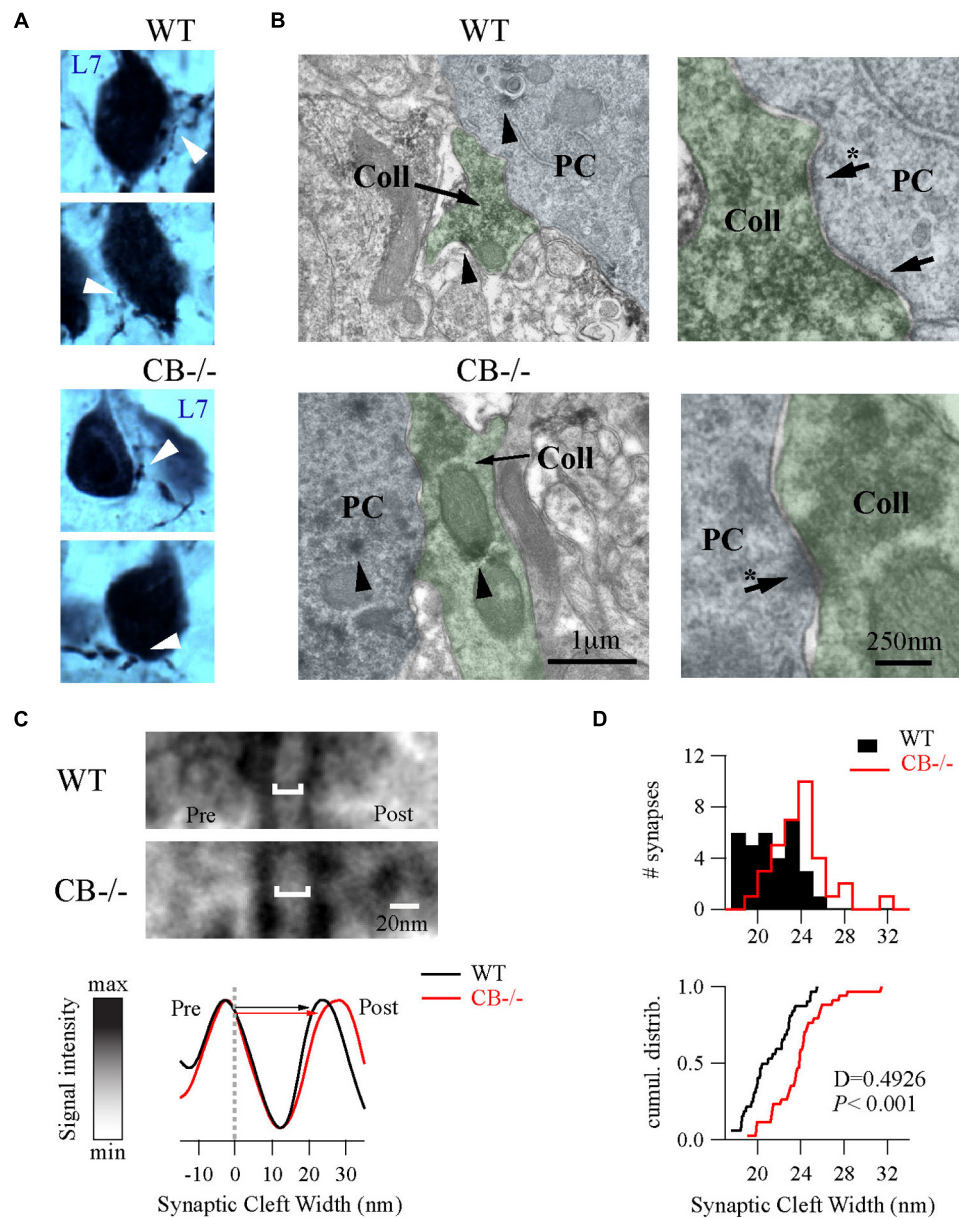 A
B
WT
WT
L7
Coll
PC
*
PC
Coll
CB-/-
CB-/-
L7
Coll
PC
1μm
Coll
PC
*
250nm
C
D
WT
Pre
Post
CB-/-
20nm
max
Signal intensity
min
WT
CB-/-
Pre
Post
-10 0 10 20 30
Synaptic Cleft Width (nm)
WT
CB-/-
12
8
4
0
# synapses
20 24 28 32
1.0
0.5
0.0
cumul. distrib.
D=0.4926
P< 0.001
20 24 28 32
Synaptic Cleft Width (nm)